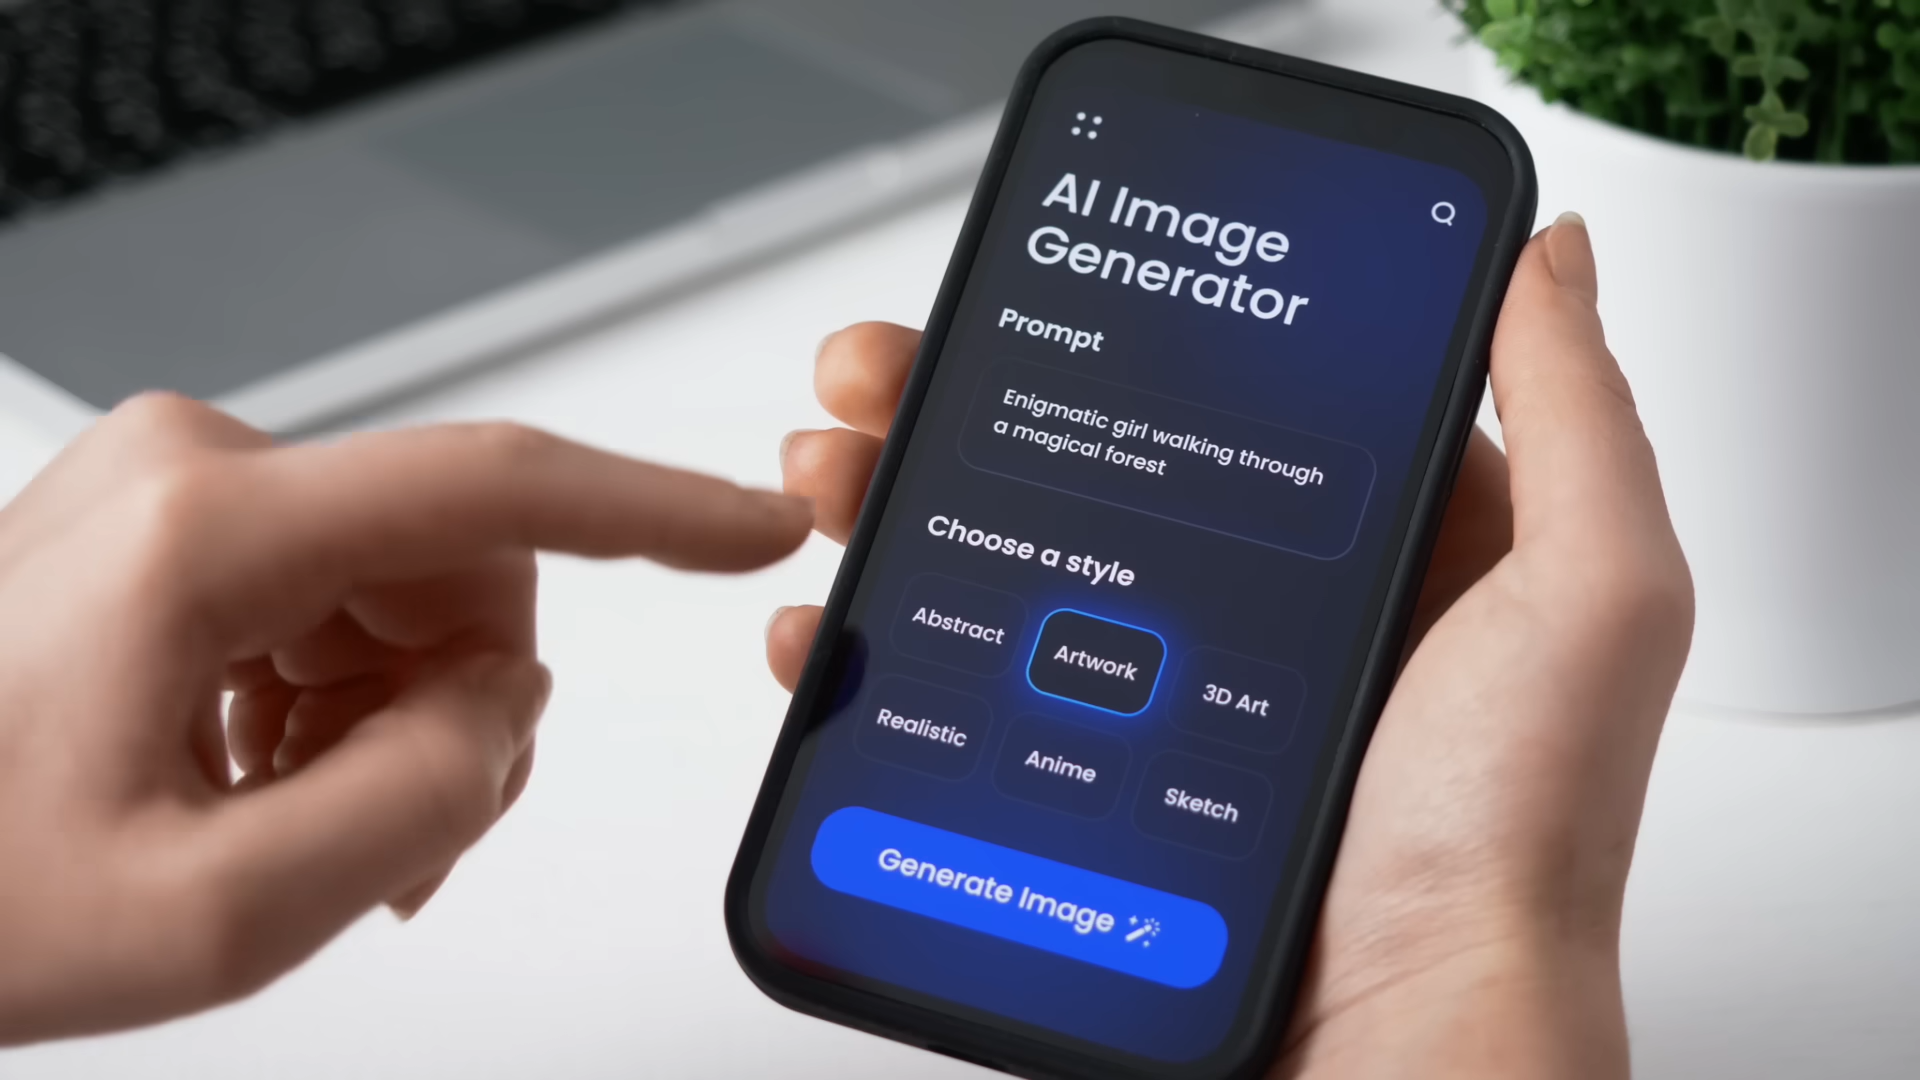 AI Image
Generator
Prompt
Enigmatic girl walking through
a magical forest
Choose a style
Abstract
Artwork
3D Art
Realistic
Anime
Sketch
Generate Image